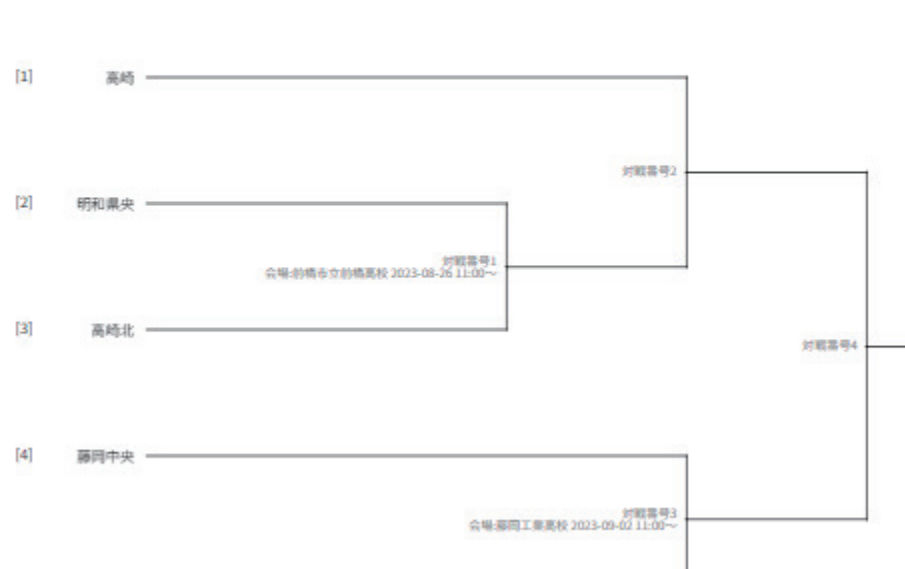 [1] 高崎
対戦番号2
[2] 明和県央
対戦番号1
会場:前橋市立前橋高校 2023-08-26 11:00～
[3] 高崎北
対戦番号4
[4] 藤岡中央
対戦番号3
会場:藤岡工業高校 2023-09-02 11:00～